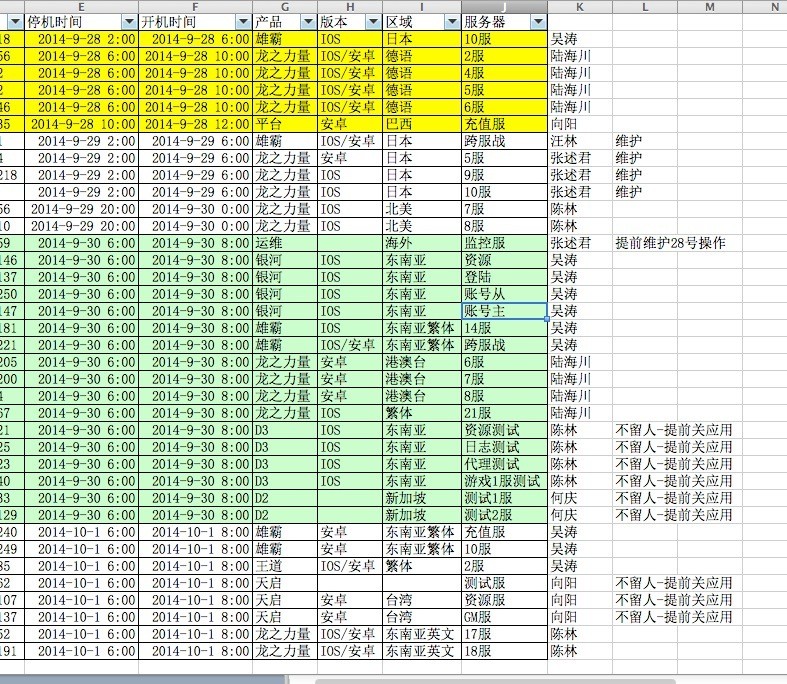 E F G H I J K L M N
停机时间 开机时间 产品 版本 区域 服务器
18 2014-9-28 2:00 2014-9-28 6:00 雄霸 IOS 日本 10服 吴涛
56 2014-9-28 6:00 2014-9-28 10:00 龙之力量 IOS/安卓 德语 2服 陆海川
2 2014-9-28 6:00 2014-9-28 10:00 龙之力量 IOS/安卓 德语 4服 陆海川
2 2014-9-28 6:00 2014-9-28 10:00 龙之力量 IOS/安卓 德语 5服 陆海川
46 2014-9-28 6:00 2014-9-28 10:00 龙之力量 IOS/安卓 德语 6服 陆海川
35 2014-9-28 10:00 2014-9-28 12:00 平台 安卓 巴西 充值服 向阳
2014-9-29 2:00 2014-9-29 6:00 雄霸 IOS/安卓 日本 跨服战 汪林 维护
2014-9-29 2:00 2014-9-29 6:00 龙之力量 安卓 日本 5服 张述君 维护
218 2014-9-29 2:00 2014-9-29 6:00 龙之力量 IOS 日本 9服 张述君 维护
2014-9-29 2:00 2014-9-29 6:00 龙之力量 IOS 日本 10服 张述君 维护
56 2014-9-29 20:00 2014-9-30 0:00 龙之力量 IOS 北美 7服 陈林
10 2014-9-29 20:00 2014-9-30 0:00 龙之力量 IOS 北美 8服 陈林
59 2014-9-30 6:00 2014-9-30 8:00 运维 海外 监控服 张述君 提前维护28号操作
146 2014-9-30 6:00 2014-9-30 8:00 银河 IOS 东南亚 资源 吴涛
137 2014-9-30 6:00 2014-9-30 8:00 银河 IOS 东南亚 登陆 吴涛
250 2014-9-30 6:00 2014-9-30 8:00 银河 IOS 东南亚 账号从 吴涛
147 2014-9-30 6:00 2014-9-30 8:00 银河 IOS 东南亚 账号主 吴涛
181 2014-9-30 6:00 2014-9-30 8:00 雄霸 IOS 东南亚繁体 14服 吴涛
221 2014-9-30 6:00 2014-9-30 8:00 雄霸 IOS/安卓 东南亚繁体 跨服战 吴涛
205 2014-9-30 6:00 2014-9-30 8:00 龙之力量 安卓 港澳台 6服 陆海川
200 2014-9-30 6:00 2014-9-30 8:00 龙之力量 安卓 港澳台 7服 陆海川
2014-9-30 6:00 2014-9-30 8:00 龙之力量 安卓 港澳台 8服 陆海川
67 2014-9-30 6:00 2014-9-30 8:00 龙之力量 IOS 繁体 21服 陆海川
21 2014-9-30 6:00 2014-9-30 8:00 D3 IOS 东南亚 资源测试 陈林 不留人-提前关应用
25 2014-9-30 6:00 2014-9-30 8:00 D3 IOS 东南亚 日志测试 陈林 不留人-提前关应用
23 2014-9-30 6:00 2014-9-30 8:00 D3 IOS 东南亚 代理测试 陈林 不留人-提前关应用
40 2014-9-30 6:00 2014-9-30 8:00 D3 IOS 东南亚 游戏1服测试 陈林 不留人-提前关应用
33 2014-9-30 6:00 2014-9-30 8:00 D2 新加坡 测试1服 何庆 不留人-提前关应用
129 2014-9-30 6:00 2014-9-30 8:00 D2 新加坡 测试2服 何庆 不留人-提前关应用
240 2014-10-1 6:00 2014-10-1 8:00 雄霸 安卓 东南亚繁体 充值服 吴涛
249 2014-10-1 6:00 2014-10-1 8:00 雄霸 安卓 东南亚繁体 10服 吴涛
35 2014-10-1 6:00 2014-10-1 8:00 王道 IOS/安卓 繁体 2服 吴涛
62 2014-10-1 6:00 2014-10-1 8:00 天启 测试服 向阳 不留人-提前关应用
107 2014-10-1 6:00 2014-10-1 8:00 天启 安卓 台湾 资源服 向阳 不留人-提前关应用
137 2014-10-1 6:00 2014-10-1 8:00 天启 安卓 台湾 GM服 向阳 不留人-提前关应用
52 2014-10-1 6:00 2014-10-1 8:00 龙之力量 IOS/安卓 东南亚英文 17服 陈林
191 2014-10-1 6:00 2014-10-1 8:00 龙之力量 IOS/安卓 东南亚英文 18服 陈林